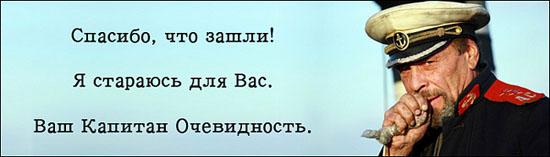 Спасибо, что зашли!
Я стараюсь для Вас.
Ваш Капитан Очевидность.